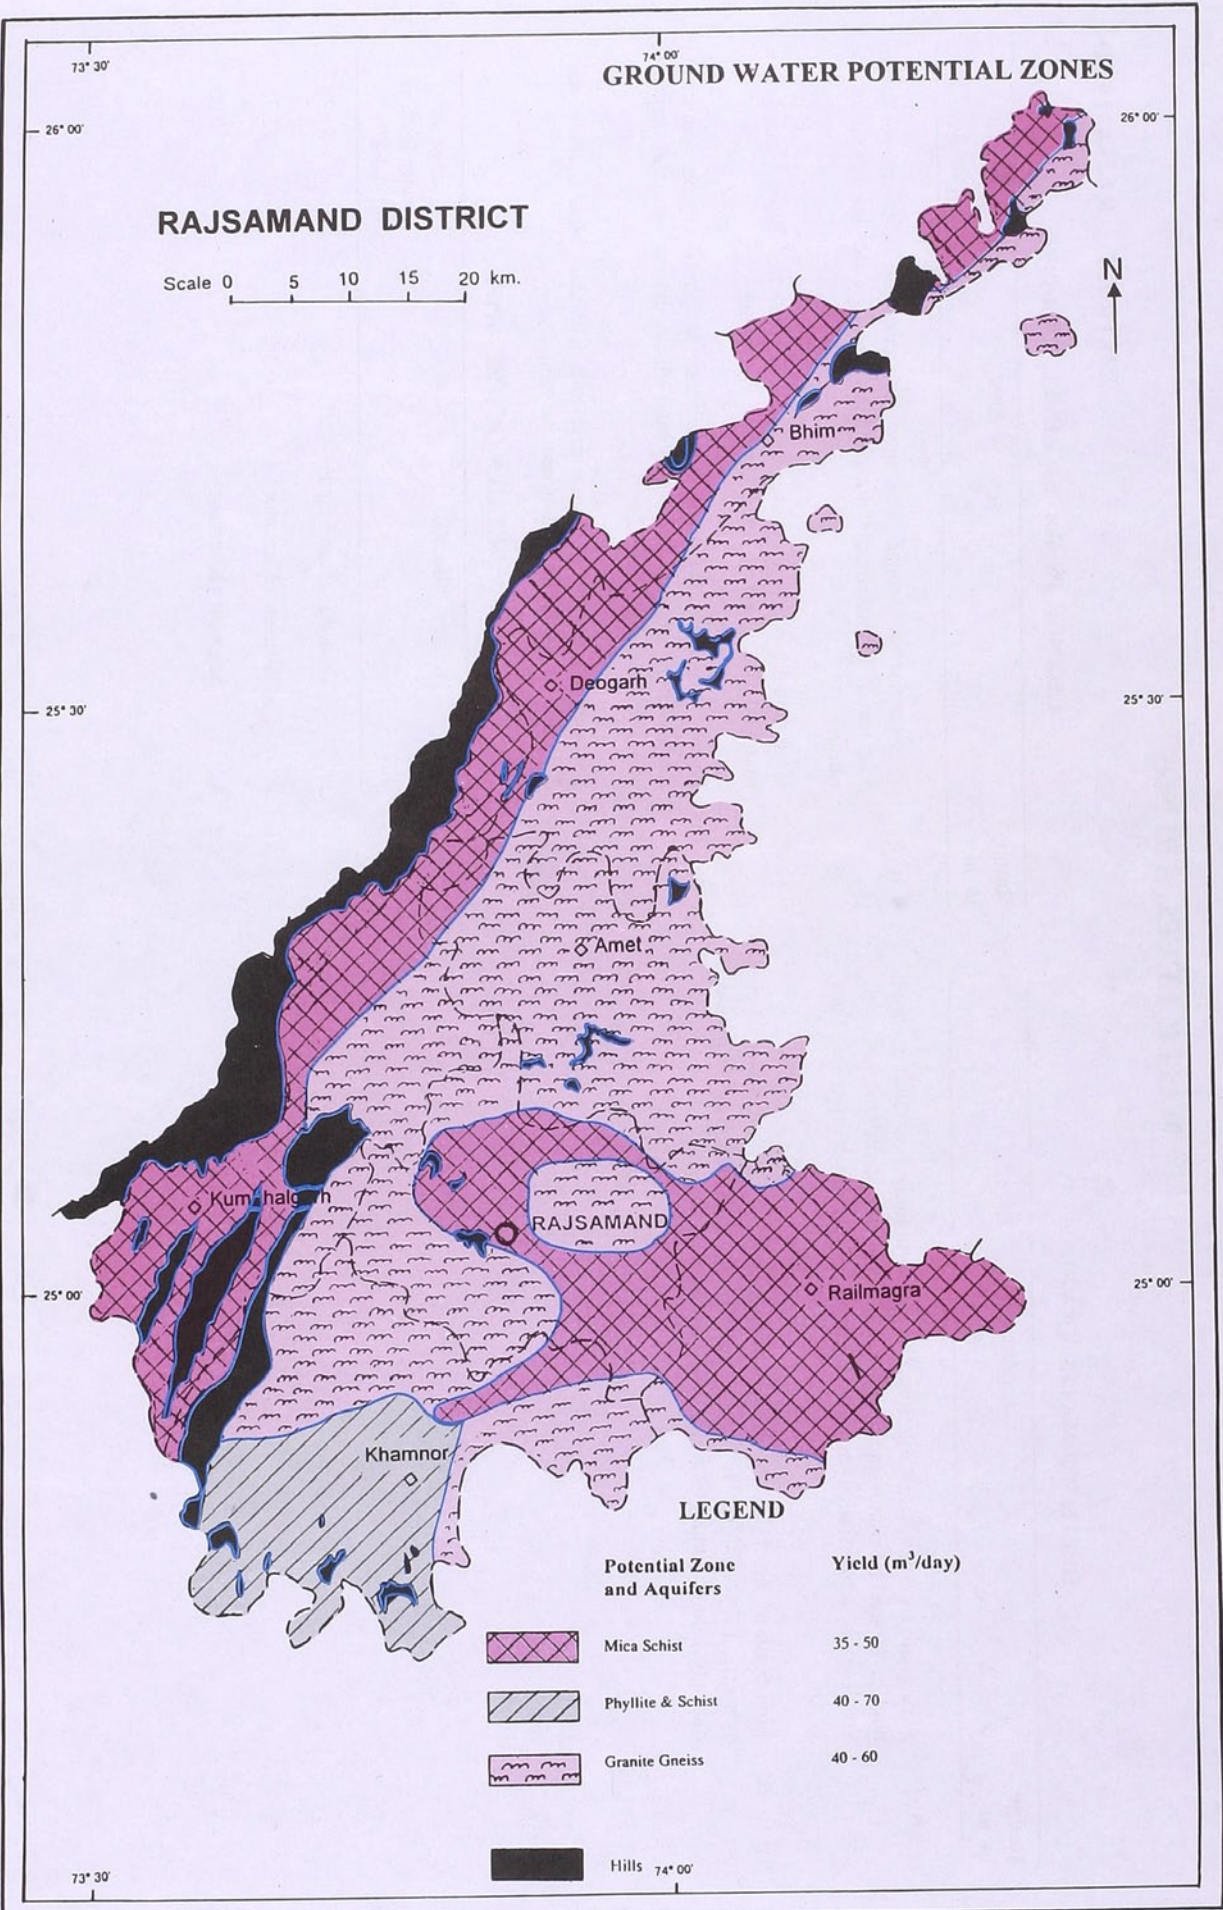 73° 30'
74° 00'
GROUND WATER POTENTIAL ZONES
26° 00'
26° 00'
RAJSAMAND DISTRICT
Scale 0 5 10 15 20 km.
N
Bhim
Deogarh
25° 30'
25° 30'
Amet
Kumbhalgarh
RAJSAMAND
Railmagra
25° 00'
25° 00'
Khamnor
LEGEND
Potential Zone Yield (m³/day)
and Aquifers
Mica Schist 35 - 50
Phyllite & Schist 40 - 70
Granite Gneiss 40 - 60
Hills
73° 30'
74° 00'